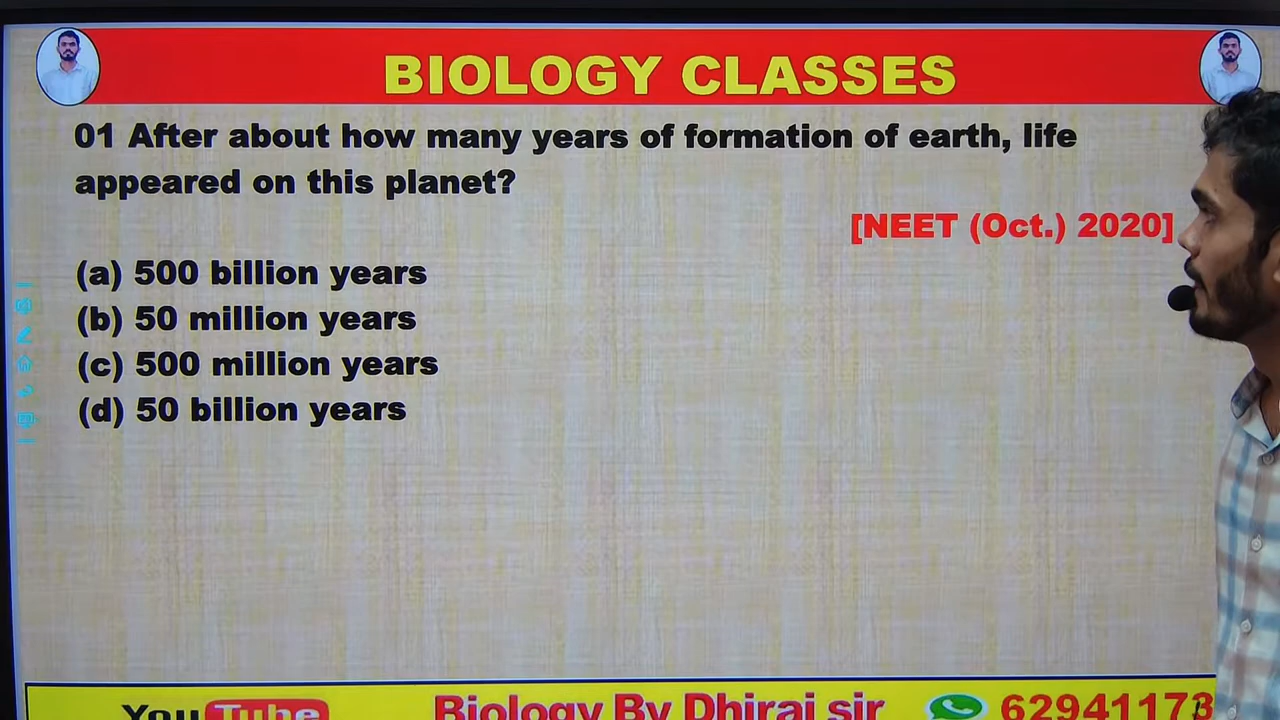 BIOLOGY CLASSES
01 After about how many years of formation of earth, life
appeared on this planet?
[NEET (Oct.) 2020]
(a) 500 billion years
(b) 50 million years
(c) 500 million years
(d) 50 billion years
YouTube Biology By Dhiraj sir 62941173